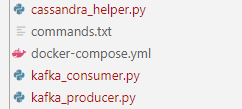 cassandra_helper.py
commands.txt
docker-compose.yml
kafka_consumer.py
kafka_producer.py